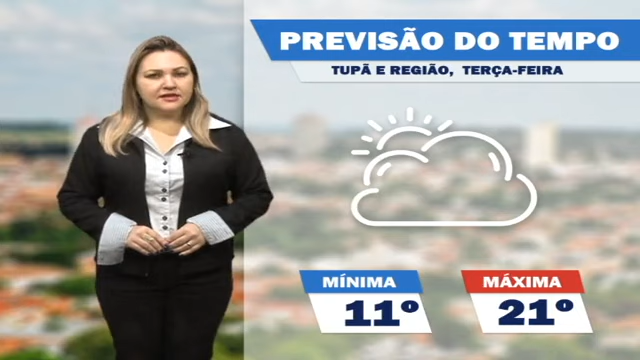 PREVISÃO DO TEMPO
TUPÃ E REGIÃO, TERÇA-FEIRA
MÍNIMA
MÁXIMA
11º
21º